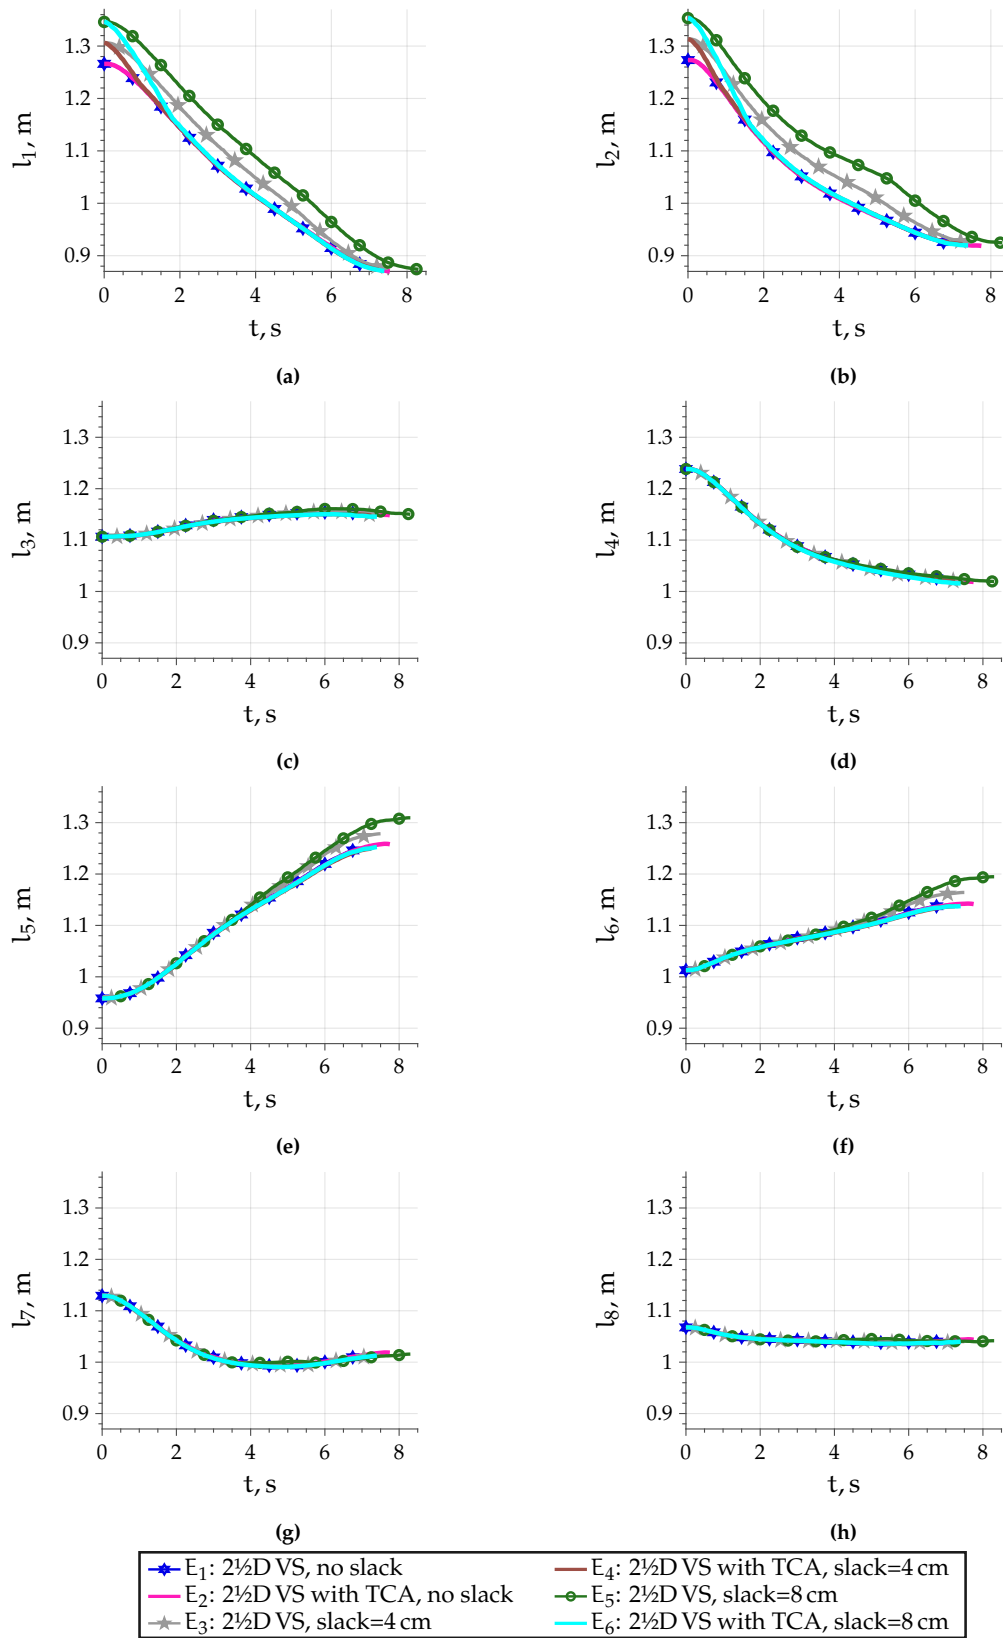 1.3
1.2
1.1
1
0.9
l1, m
0 2 4 6 8
t, s
(a)
1.3
1.2
1.1
1
0.9
l2, m
0 2 4 6 8
t, s
(b)
1.3
1.2
1.1
1
0.9
l3, m
0 2 4 6 8
t, s
(c)
1.3
1.2
1.1
1
0.9
l4, m
0 2 4 6 8
t, s
(d)
1.3
1.2
1.1
1
0.9
l5, m
0 2 4 6 8
t, s
(e)
1.3
1.2
1.1
1
0.9
l6, m
0 2 4 6 8
t, s
(f)
1.3
1.2
1.1
1
0.9
l7, m
0 2 4 6 8
t, s
(g)
1.3
1.2
1.1
1
0.9
l8, m
0 2 4 6 8
t, s
(h)
E1: 2½D VS, no slack
E2: 2½D VS with TCA, no slack
E3: 2½D VS, slack=4 cm
E4: 2½D VS with TCA, slack=4 cm
E5: 2½D VS, slack=8 cm
E6: 2½D VS with TCA, slack=8 cm